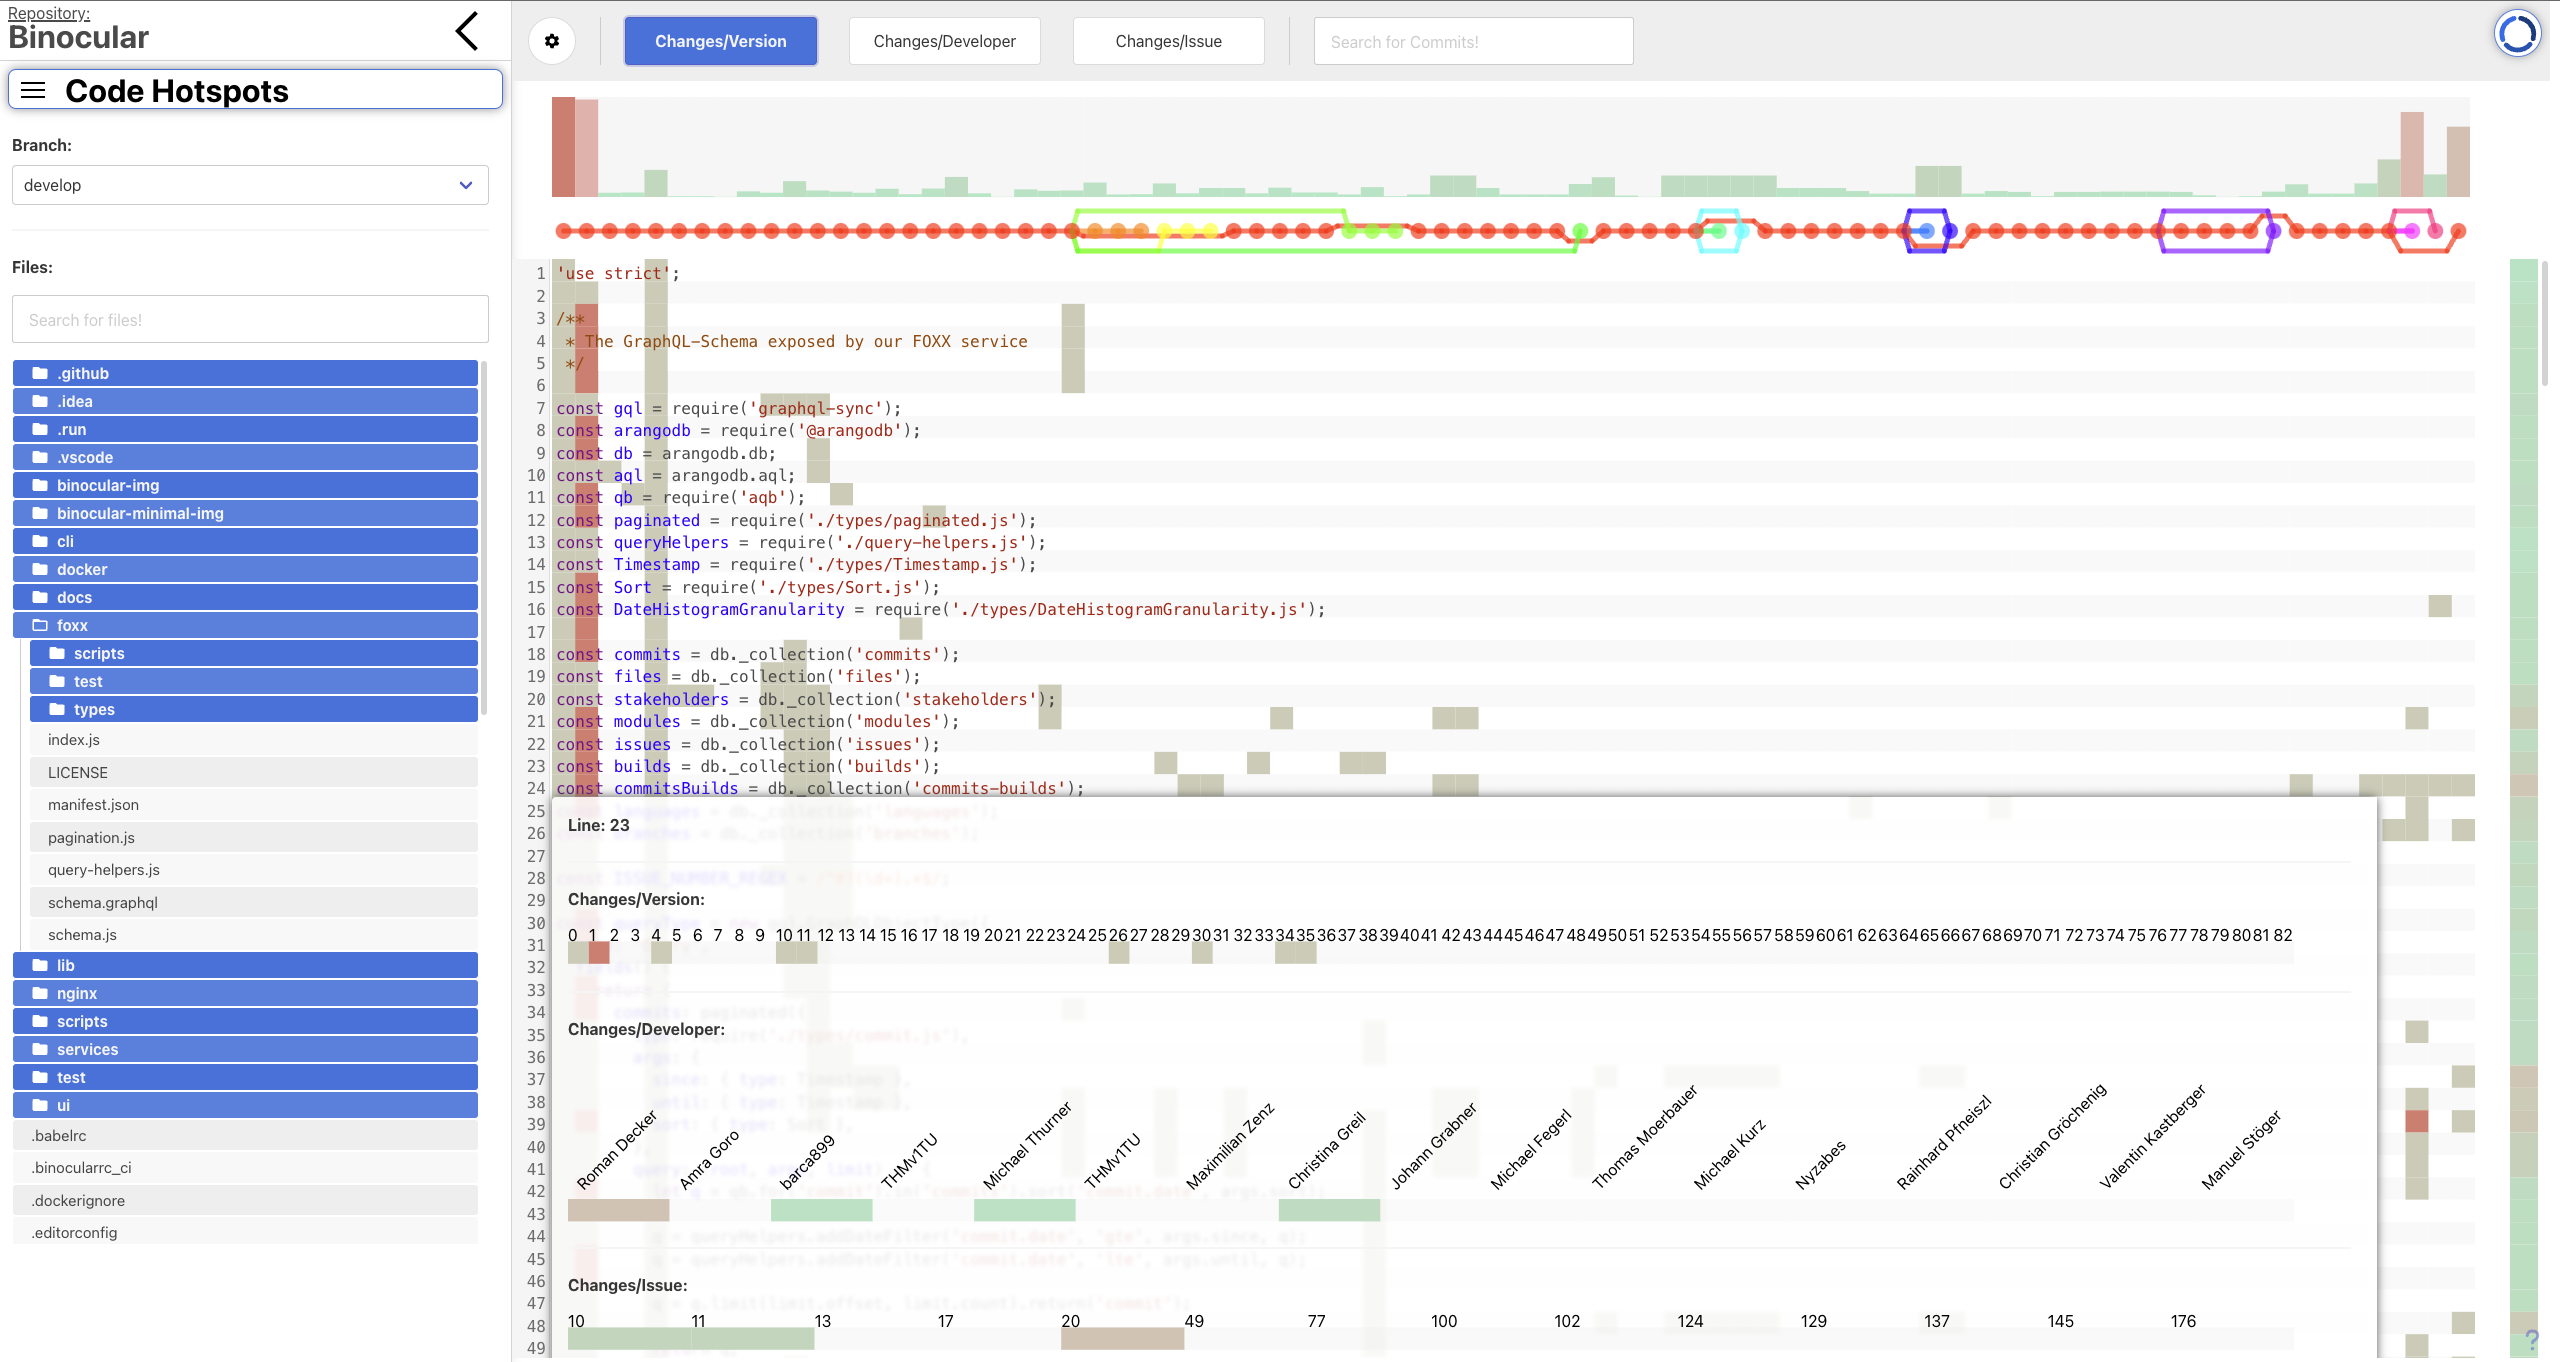 Repository:
Binocular
Code Hotspots
Branch:
develop
Files:
Search for files!
.github
.idea
.run
.vscode
binocular-img
binocular-minimal-img
cli
docker
docs
foxx
scripts
test
types
index.js
LICENSE
manifest.json
pagination.js
query-helpers.js
schema.graphql
schema.js
lib
nginx
scripts
services
test
ui
.babelrc
.binocularrc_ci
.dockerignore
.editorconfig
Changes/Version
Changes/Developer
Changes/Issue
Search for Commits!
1 'use strict';
2
3 /**
4  * The GraphQL-Schema exposed by our FOXX service
5  */
6
7 const gql = require('graphql-sync');
8 const arangodb = require('@arangodb');
9 const db = arangodb.db;
10 const aql = arangodb.aql;
11 const qb = require('aqb');
12 const paginated = require('./types/paginated.js');
13 const queryHelpers = require('./query-helpers.js');
14 const Timestamp = require('./types/Timestamp.js');
15 const Sort = require('./types/Sort.js');
16 const DateHistogramGranularity = require('./types/DateHistogramGranularity.js');
17
18 const commits = db._collection('commits');
19 const files = db._collection('files');
20 const stakeholders = db._collection('stakeholders');
21 const modules = db._collection('modules');
22 const issues = db._collection('issues');
23 const builds = db._collection('builds');
24 const commitsBuilds = db._collection('commits-builds');
25
26
27
28
29
30
31
32
33
34
35
36
37
38
39
40
41
42
43
44
45
46
47
48
49
Line: 23
Changes/Version:
0 1 2 3 4 5 6 7 8 9 10 11 12 13 14 15 16 17 18 19 20 21 22 23 24 25 26 27 28 29 30 31 32 33 34 35 36 37 38 39 40 41 42 43 44 45 46 47 48 49 50 51 52 53 54 55 56 57 58 59 60 61 62 63 64 65 66 67 68 69 70 71 72 73 74 75 76 77 78 79 80 81 82
Changes/Developer:
Roman Decker
Amra Goro
barca899
THMv1TU
Michael Thurner
THMv1TU
Maximilian Zenz
Christina Greil
Johann Grabner
Michael Fegerl
Thomas Moerbauer
Michael Kurz
Nyzabes
Rainhard Pfneiszl
Christian Gröchenig
Valentin Kastberger
Manuel Stöger
Changes/Issue:
10 11 13 17 20 49 77 100 102 124 129 137 145 176
?